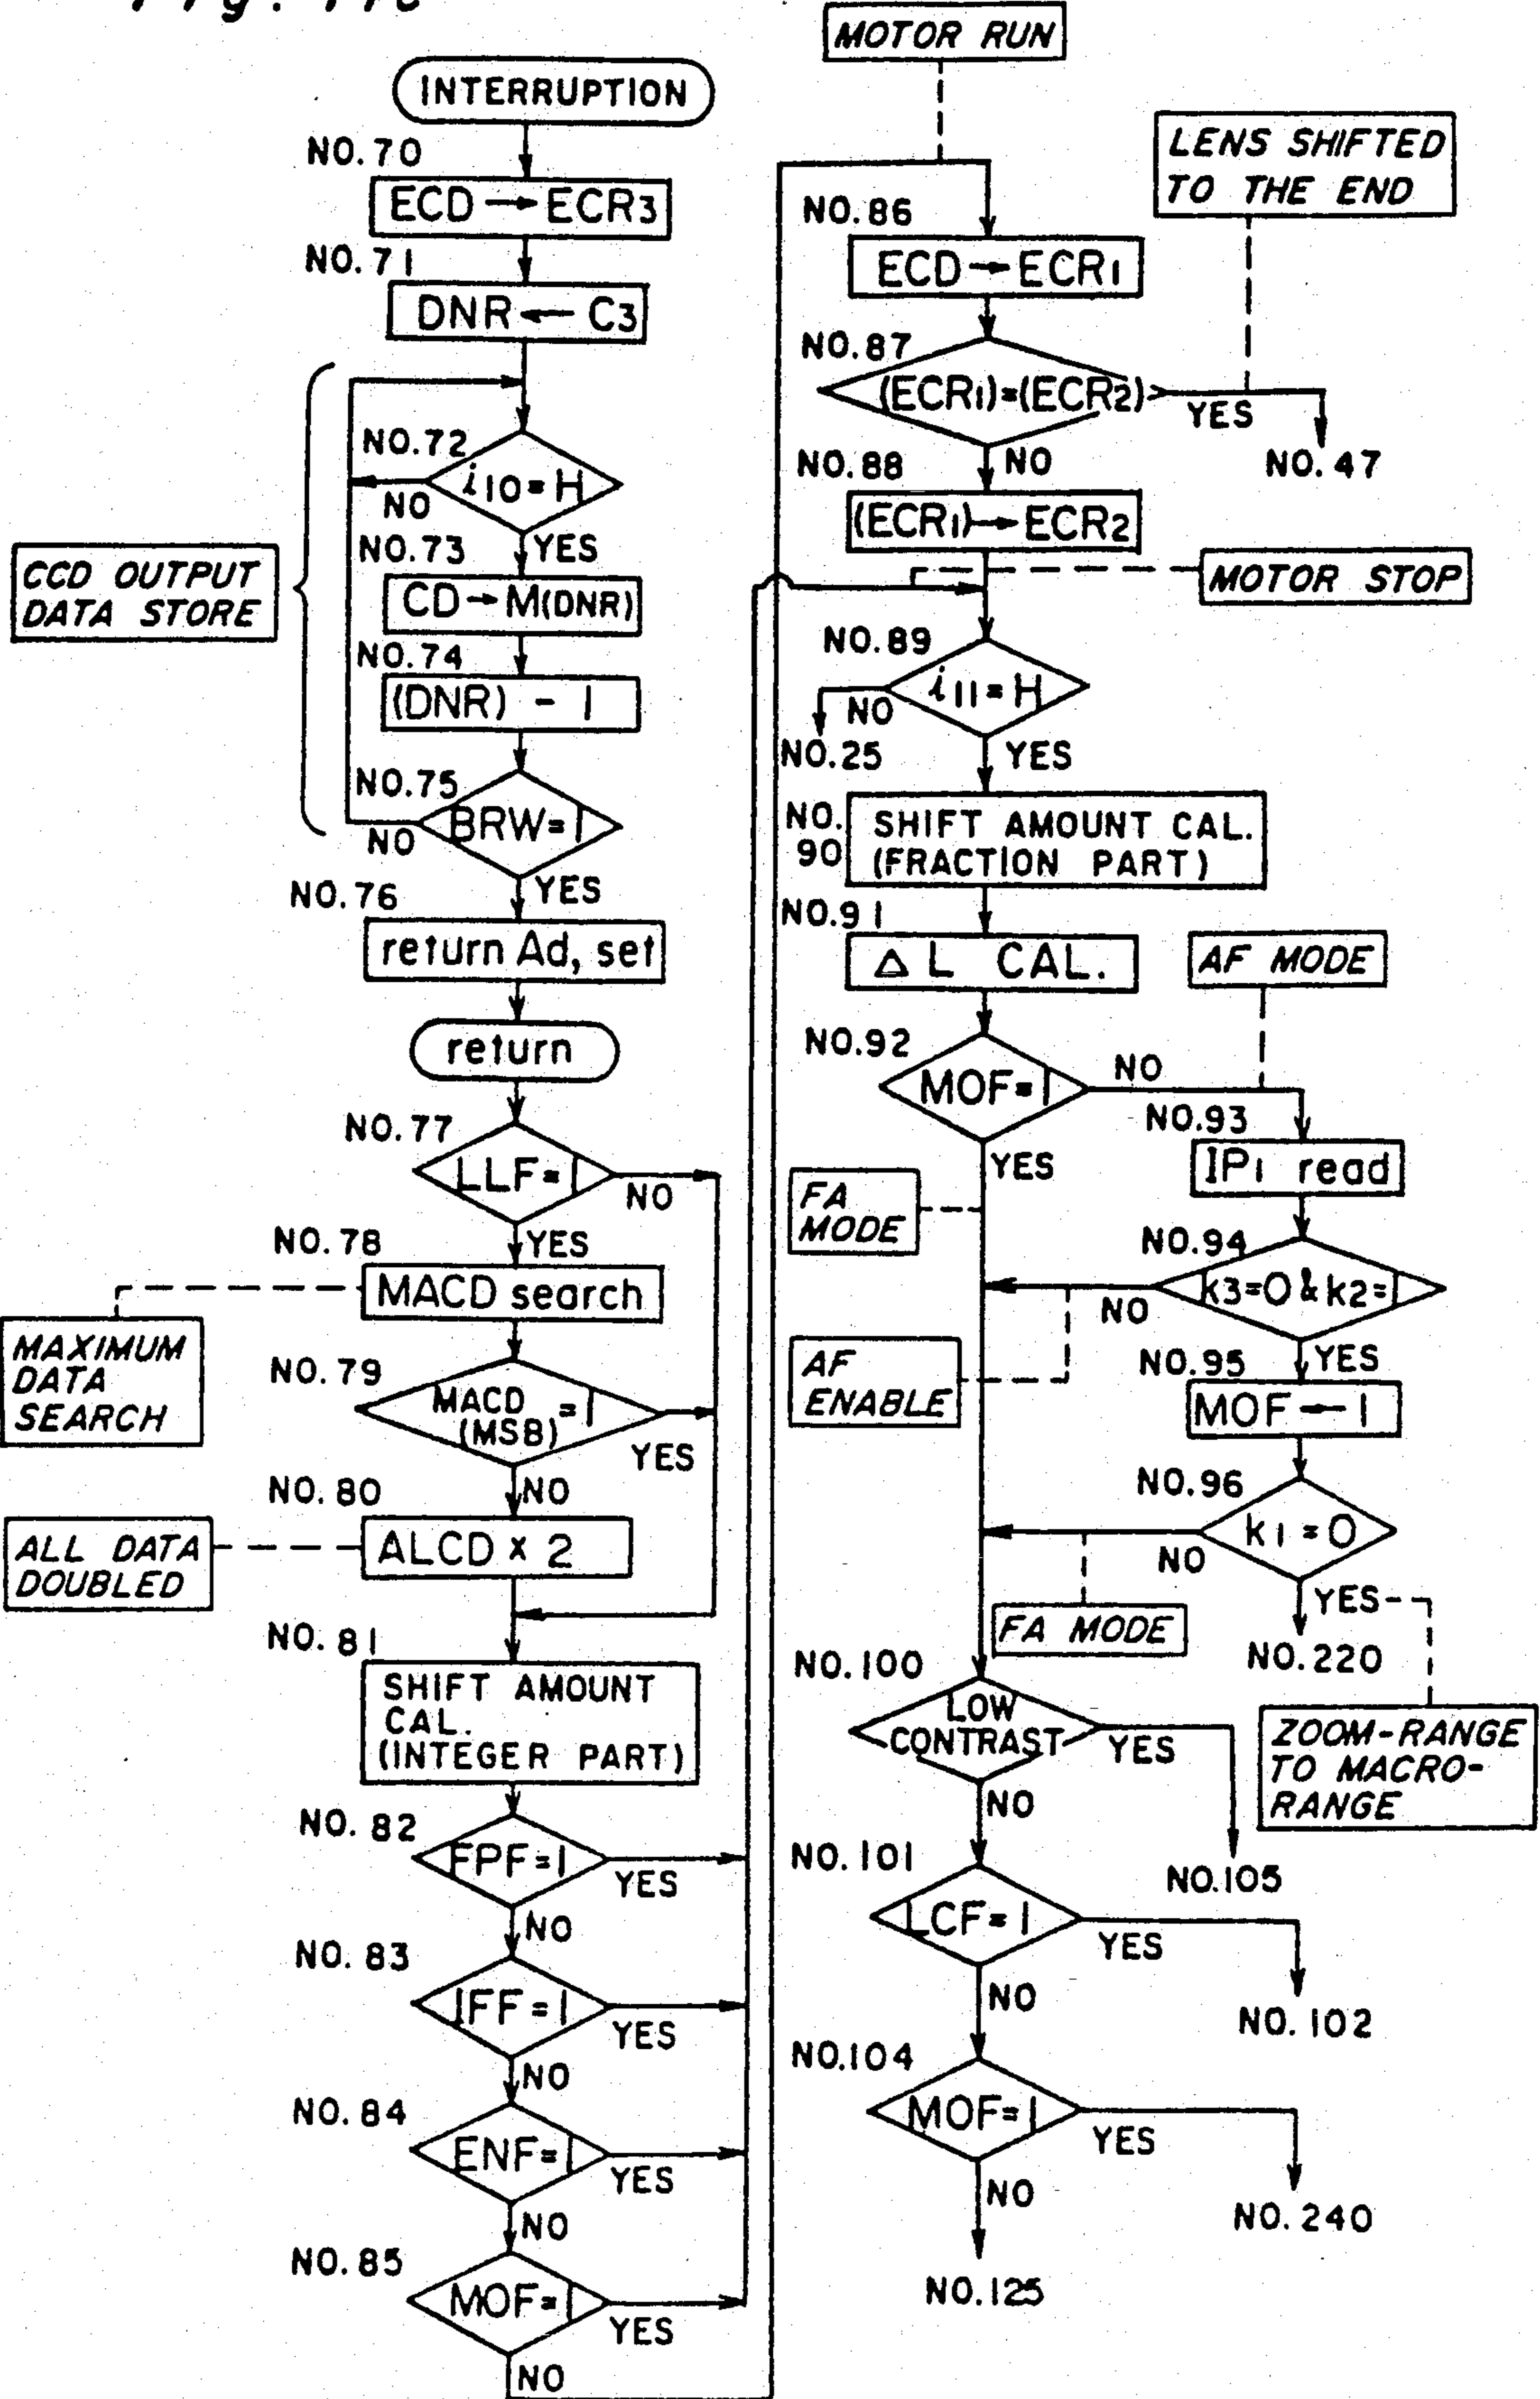 INTERRUPTION
NO.70
ECD → ECR3
NO.71
DNR ← C3
NO.72
i10=H
NO
YES
CCD OUTPUT
DATA STORE
NO.73
CD→M(DNR)
NO.74
(DNR) - 1
NO.75
BRW=1
NO
YES
NO.76
return Ad, set
return
NO.77
LLF=1
NO
YES
NO.78
MACD search
MAXIMUM
DATA
SEARCH
NO.79
MACD
(MSB)
=1
YES
NO
NO.80
ALCD x 2
ALL DATA
DOUBLED
NO.81
SHIFT AMOUNT
CAL.
(INTEGER PART)
NO.82
FPF=1
YES
NO
NO.83
IFF=1
YES
NO
NO.84
ENF=1
YES
NO
NO.85
MOF=1
YES
NO
MOTOR RUN
LENS SHIFTED
TO THE END
NO.86
ECD→ECR1
NO.87
(ECR1)=(ECR2)
YES
NO.47
NO
NO.88
(ECR1)→ECR2
MOTOR STOP
NO.89
i11=H
NO
NO.25
YES
NO.
90
SHIFT AMOUNT CAL.
(FRACTION PART)
NO.91
△L CAL.
AF MODE
NO.92
MOF=1
NO
YES
NO.93
IP1 read
FA
MODE
NO.94
k3=0&k2=1
NO
YES
AF
ENABLE
NO.95
MOF←1
NO.96
k1=0
NO
YES
FA MODE
NO.220
ZOOM-RANGE
TO MACRO-
RANGE
NO.100
LOW
CONTRAST
YES
NO.105
NO
NO.101
LCF=1
YES
NO.102
NO
NO.104
MOF=1
YES
NO.240
NO
NO.125